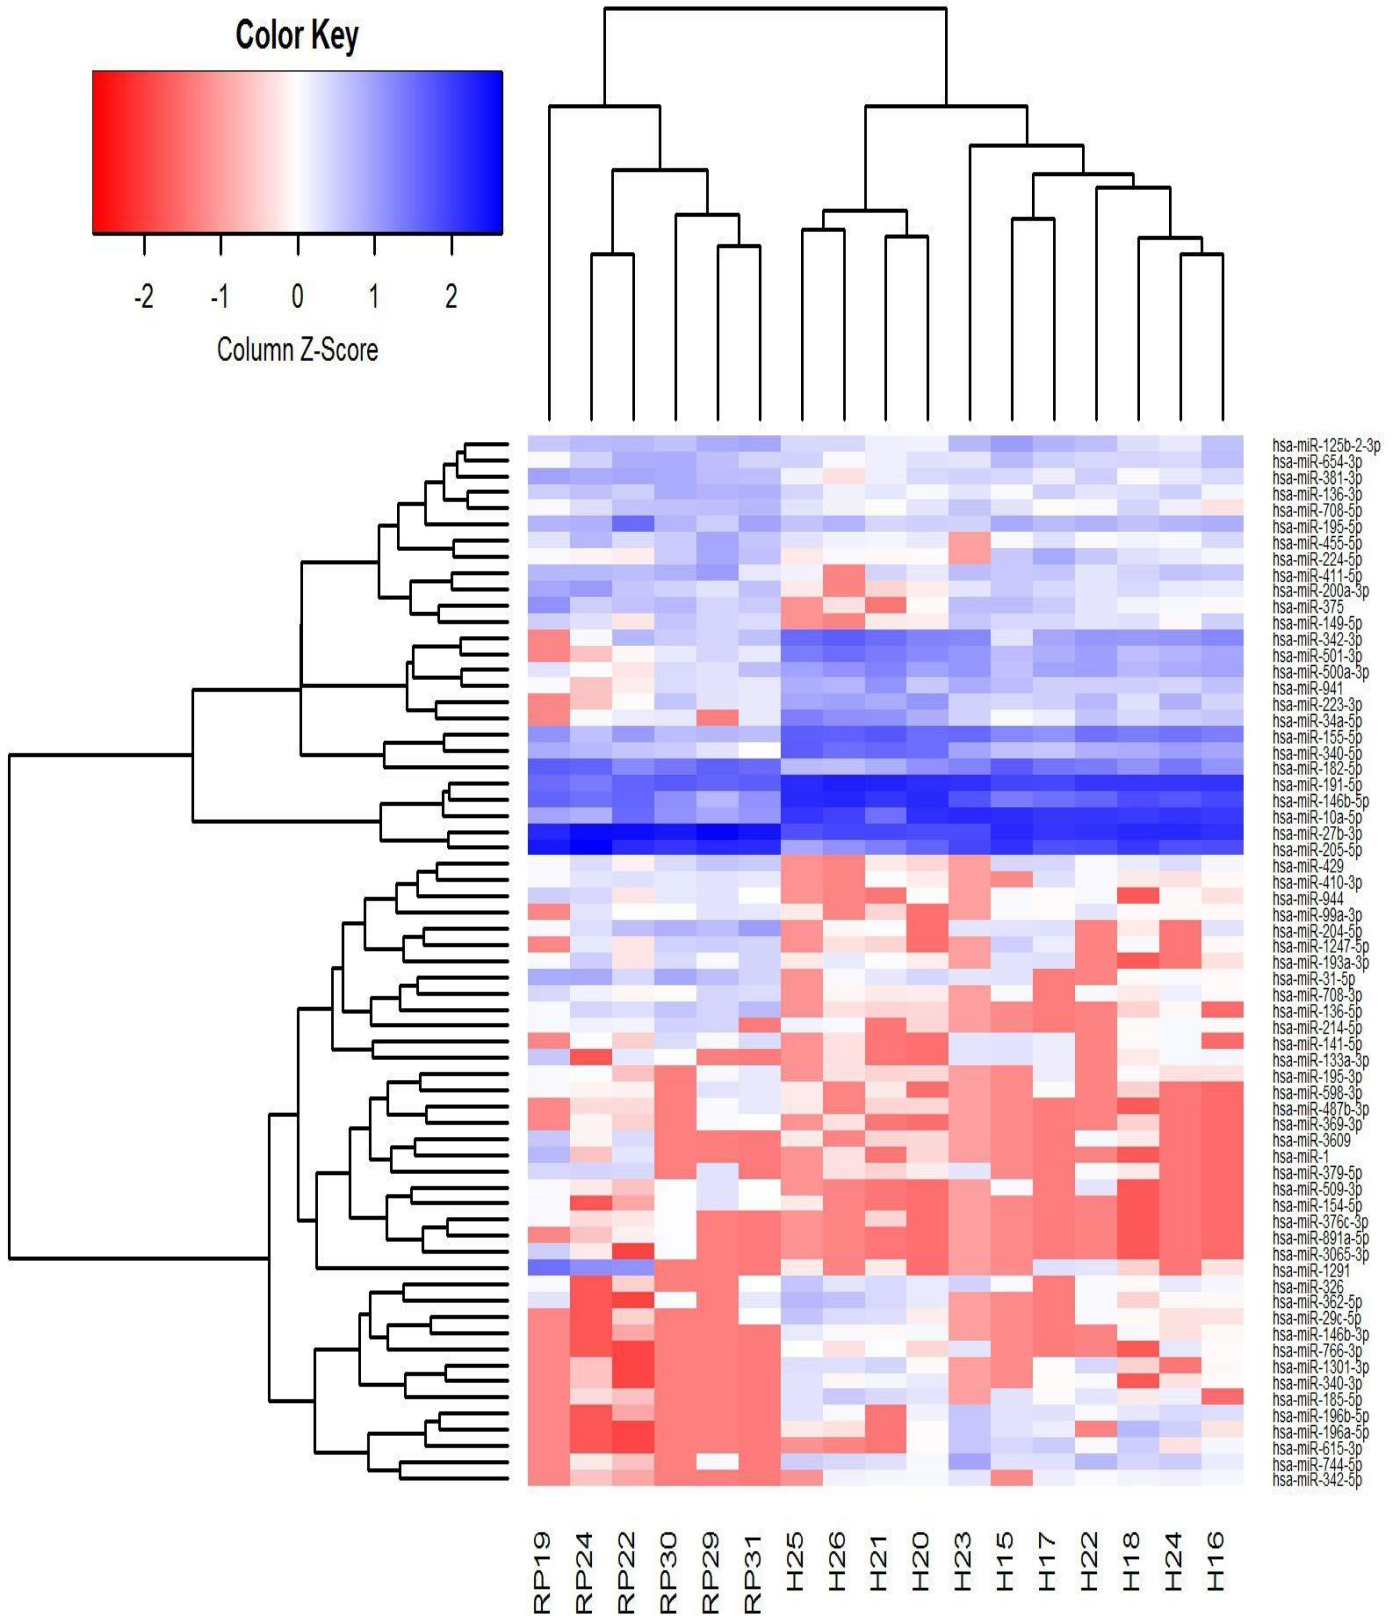 Color Key
-2 -1 0 1 2
Column Z-Score
hsa-miR-125b-2-3p
hsa-miR-654-3p
hsa-miR-381-3p
hsa-miR-136-3p
hsa-miR-708-5p
hsa-miR-195-5p
hsa-miR-455-5p
hsa-miR-224-5p
hsa-miR-411-5p
hsa-miR-200a-3p
hsa-miR-375
hsa-miR-149-5p
hsa-miR-342-3p
hsa-miR-501-3p
hsa-miR-500a-3p
hsa-miR-941
hsa-miR-223-3p
hsa-miR-34a-5p
hsa-miR-155-5p
hsa-miR-340-5p
hsa-miR-182-5p
hsa-miR-191-5p
hsa-miR-146b-5p
hsa-miR-10a-5p
hsa-miR-27b-3p
hsa-miR-205-5p
hsa-miR-429
hsa-miR-410-3p
hsa-miR-944
hsa-miR-99a-3p
hsa-miR-204-5p
hsa-miR-1247-5p
hsa-miR-193a-3p
hsa-miR-31-5p
hsa-miR-708-3p
hsa-miR-136-5p
hsa-miR-214-5p
hsa-miR-141-5p
hsa-miR-133a-3p
hsa-miR-195-3p
hsa-miR-598-3p
hsa-miR-487b-3p
hsa-miR-369-3p
hsa-miR-3609
hsa-miR-1
hsa-miR-379-5p
hsa-miR-509-3p
hsa-miR-154-5p
hsa-miR-376c-3p
hsa-miR-891a-5p
hsa-miR-3065-3p
hsa-miR-1291
hsa-miR-326
hsa-miR-362-5p
hsa-miR-29c-5p
hsa-miR-146b-3p
hsa-miR-766-3p
hsa-miR-1301-3p
hsa-miR-340-3p
hsa-miR-185-5p
hsa-miR-196b-5p
hsa-miR-196a-5p
hsa-miR-615-3p
hsa-miR-744-5p
hsa-miR-342-5p
RP19 RP24 RP22 RP30 RP29 RP31 H25 H26 H21 H20 H23 H15 H17 H22 H18 H24 H16